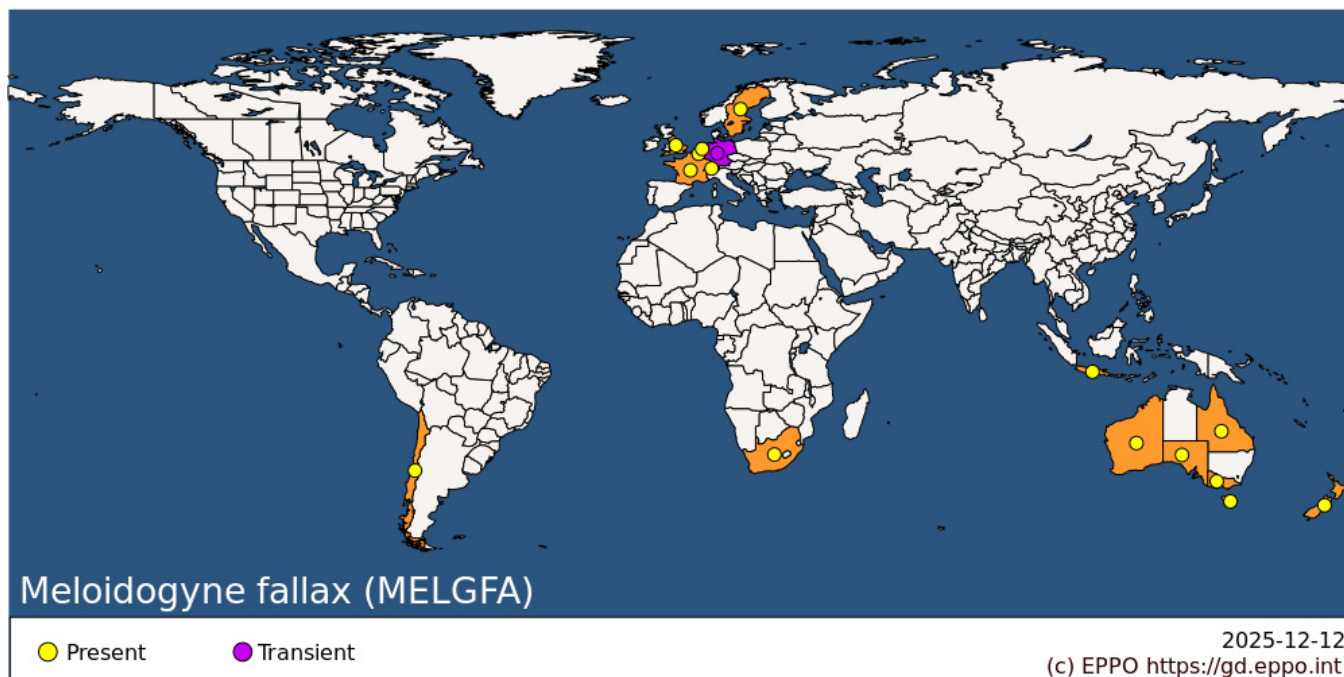 Meloidogyne fallax (MELGFA)
Present
Transient
2025-12-12
(c) EPPO https://gd.eppo.int